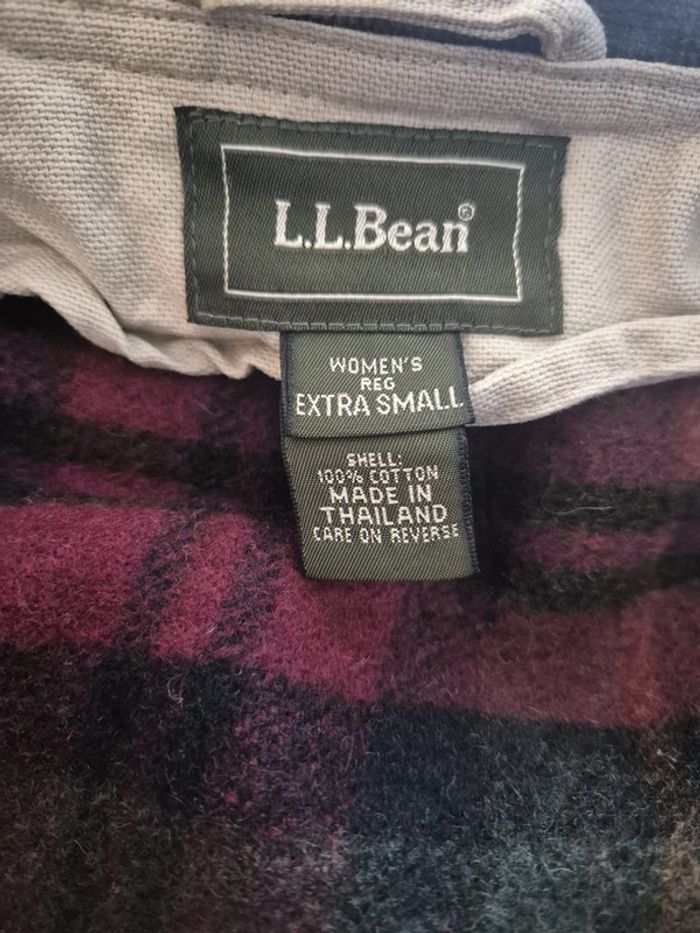 L.L.Bean®
WOMEN'S
REG
EXTRA SMALL
SHELL:
100% COTTON
MADE IN
THAILAND
CARE ON REVERSE